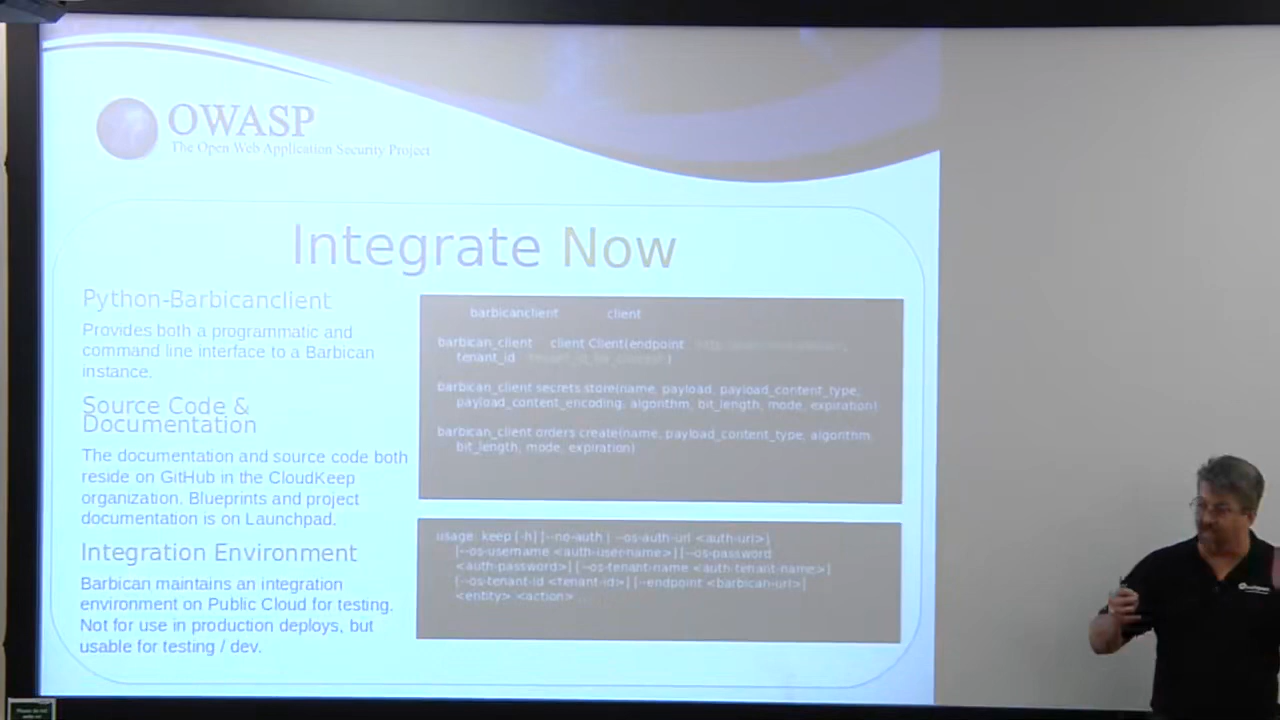 OWASP
The Open Web Application Security Project
Integrate Now
Python-Barbicanclient
Provides both a programmatic and
command line interface to a Barbican
instance.
Source Code &
Documentation
The documentation and source code both
reside on GitHub in the CloudKeep
organization. Blueprints and project
documentation is on Launchpad.
Integration Environment
Barbican maintains an integration
environment on Public Cloud for testing.
Not for use in production deploys, but
usable for testing / dev.
barbicanclient client
barbican_client client Client(endpoint
tenant_id )
barbican_client secrets store(name, payload, payload_content_type,
payload_content_encoding, algorithm, bit_length, mode, expiration)
barbican_client orders create(name, payload_content_type, algorithm,
bit_length, mode, expiration)
usage: keep [-h] [--no-auth | --os-auth-url <auth-url>]
[--os-username <auth-user-name>] [--os-password
<auth-password>] [--os-tenant-name <auth-tenant-name>]
[--os-tenant-id <tenant-id>] [--endpoint <barbican-url>]
<entity> <action> ...